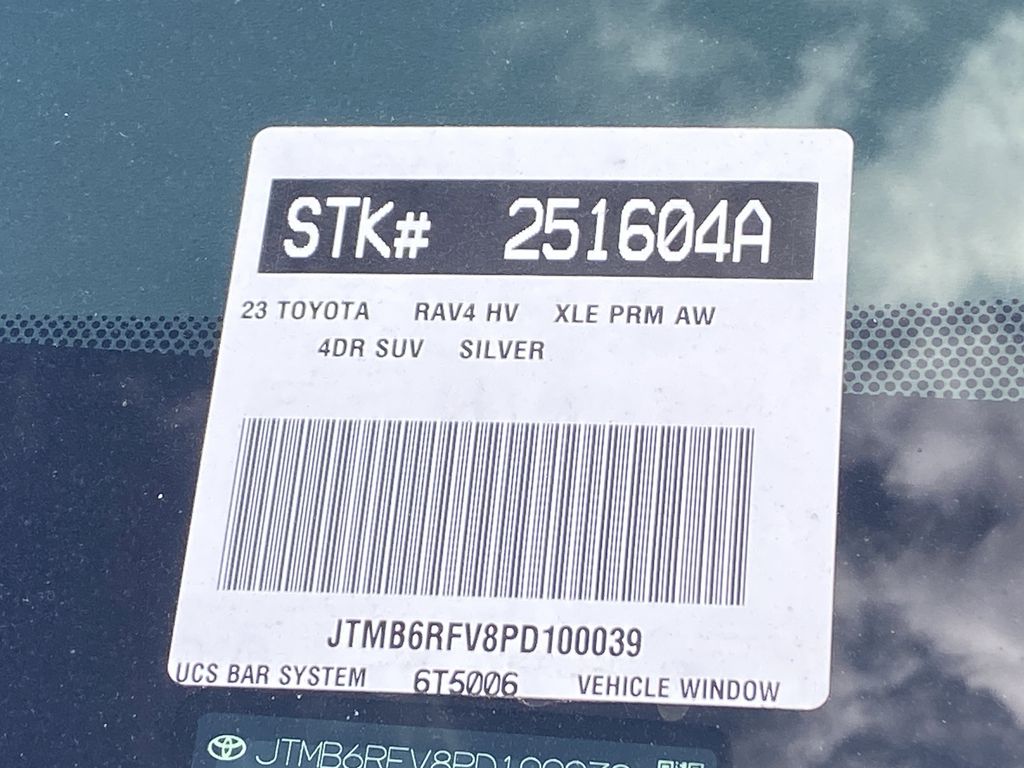 STK# 251604A
23 TOYOTA RAV4 HV XLE PRM AW
4DR SUV SILVER
JTMB6RFV8PD100039
UCS BAR SYSTEM 6T5006 VEHICLE WINDOW
JTMB6RFV8PD100039